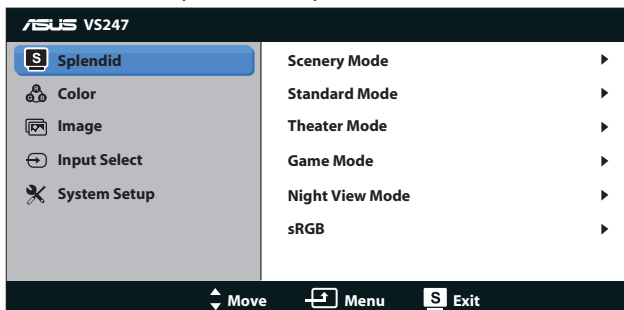 ASUS VS247
S Splendid
Color
Image
Input Select
System Setup
Scenery Mode
Standard Mode
Theater Mode
Game Mode
Night View Mode
sRGB
Move Menu S Exit